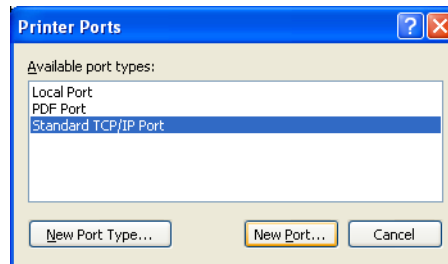 Printer Ports
Available port types:
Local Port
PDF Port
Standard TCP/IP Port
New Port Type... New Port... Cancel